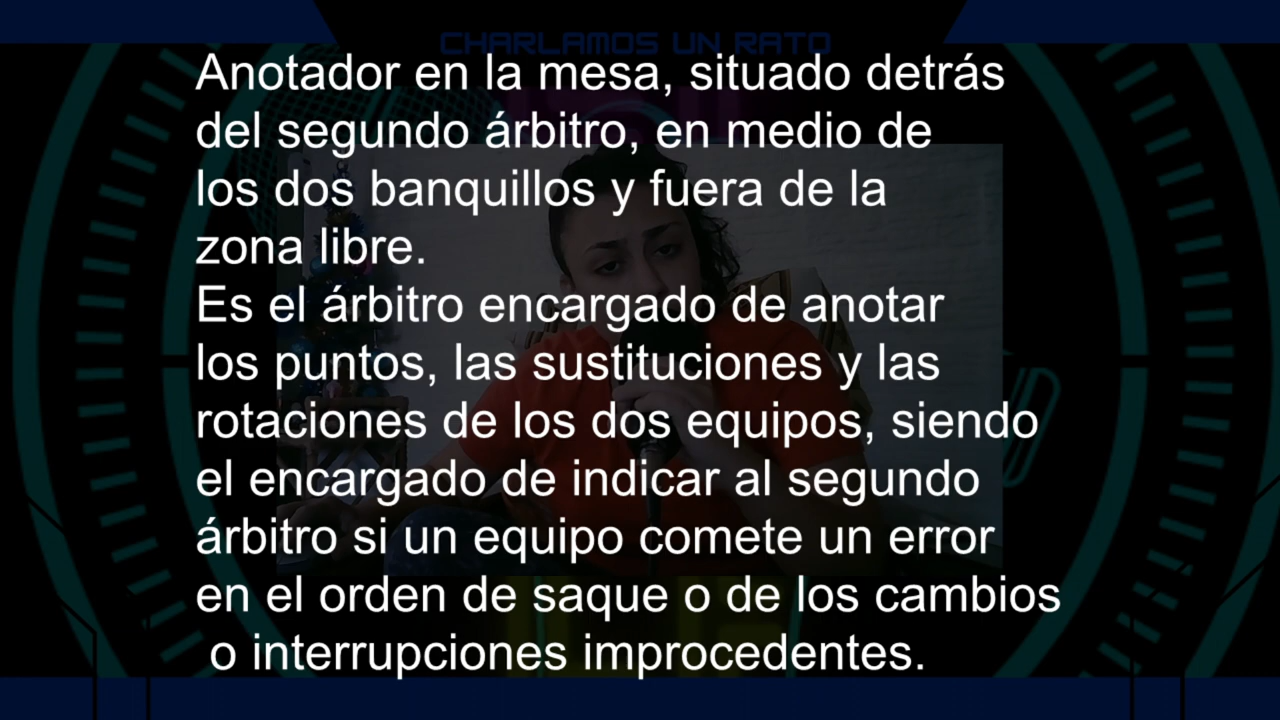 CHARLAMOS UN RATO
Anotador en la mesa, situado detrás
del segundo árbitro, en medio de
los dos banquillos y fuera de la
zona libre.
Es el árbitro encargado de anotar
los puntos, las sustituciones y las
rotaciones de los dos equipos, siendo
el encargado de indicar al segundo
árbitro si un equipo comete un error
en el orden de saque o de los cambios
o interrupciones improcedentes.